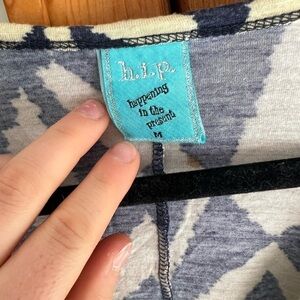 h.i.p.
happening
in the
present
M